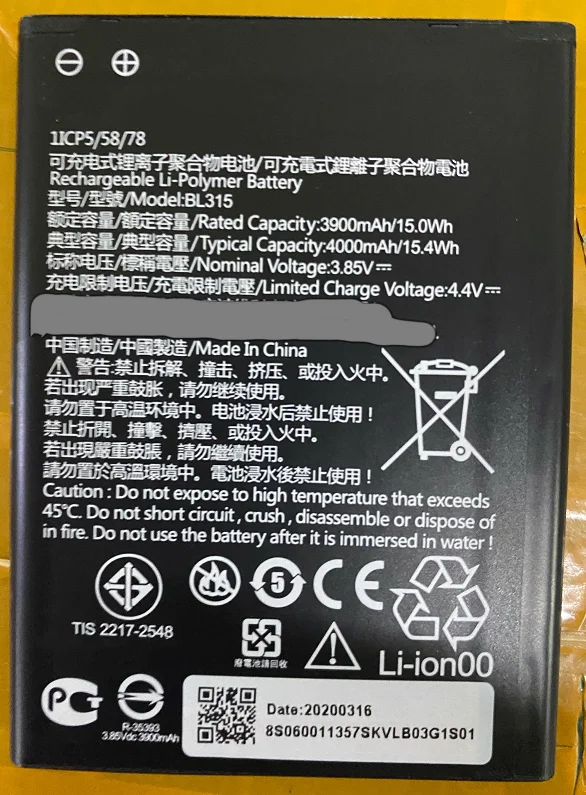 1ICP5/58/78
可充电式锂离子聚合物电池/可充電式鋰離子聚合物電池
Rechargeable Li-Polymer Battery
型号/型號/Model:BL315
额定容量/額定容量/Rated Capacity:3900mAh/15.0Wh
典型容量/典型容量/Typical Capacity:4000mAh/15.4Wh
标称电压/標稱電壓/Nominal Voltage:3.85V⎓
充电限制电压/充電限制電壓/Limited Charge Voltage:4.4V⎓
中国制造/中國製造/Made In China
警告:禁止拆解、撞击、挤压、或投入火中。
若出现严重鼓胀，请勿继续使用。
请勿置于高温环境中。电池浸水后禁止使用！
禁止折開、撞擊、擠壓、或投入火中。
若出現嚴重鼓脹，請勿繼續使用。
請勿置於高溫環境中。電池浸水後禁止使用！
Caution : Do not expose to high temperature that exceeds
45℃. Do not short circuit , crush , disassemble or dispose of
in fire. Do not use the battery after it is immersed in water !
5
CE
TIS 2217-2548
廢電池請回收
Li-ion00
PCT
R-35393
3.85Vdc 3900mAh
Date:20200316
8S060011357SKVLB03G1S01